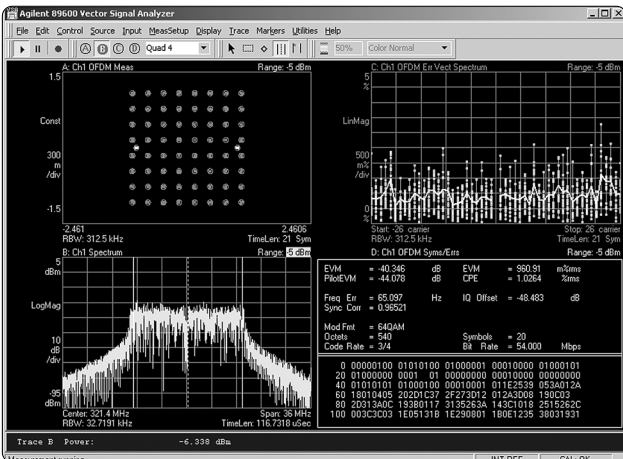 Agilent 89600 Vector Signal Analyzer
File Edit Control Source Input MeasSetup Display Trace Markers Utilities Help
A B C D Quad 4 50% Color Normal
A: Ch1 OFDM Meas Range: -5 dBm
1.5
Const
300
m
/div
-1.5
-2.461 2.4606
RBW: 312.5 kHz TimeLen: 21 Sym
C: Ch1 OFDM Err Vect Spectrum Range: -5 dBm
5
%
LinMag
500
m%
/div
0
%
Start: -26 carrier Stop: 26 carrier
RBW: 312.5 kHz TimeLen: 21 Sym
B: Ch1 Spectrum Range: -5 dBm
5
dBm
LogMag
10
dB
/div
-95
dBm
Center: 321.4 MHz Span: 36 MHz
RBW: 32.7191 kHz TimeLen: 116.7318 uSec
D: Ch1 OFDM Syms/Errs Range: -5 dBm
EVM = -40.346 dB EVM = 960.91 m%rms
PilotEVM = -44.078 dB CPE = 1.0264 %rms
Freq Err = 65.097 Hz IQ Offset = -48.483 dB
Sync Corr = 0.96521
Mod Fmt = 64QAM
Octets = 540 Symbols = 20
Code Rate = 3/4 Bit Rate = 54.000 Mbps
0 00000100 01010100 01000001 00010000 01000101
20 01000000 0001 01 00000000 00010000 00000000
40 01010101 01000100 00010001 011E2539 053A012A
60 18010405 202D1C37 2F273D12 012A3D08 190C03
80 2D313A0C 193B0117 3135263A 143C1018 2515262C
100 003C3C03 1E05131B 1E290801 1B0E1235 38031931
Trace B Power: -6.338 dBm
Measurement running INT REF CAL: OK